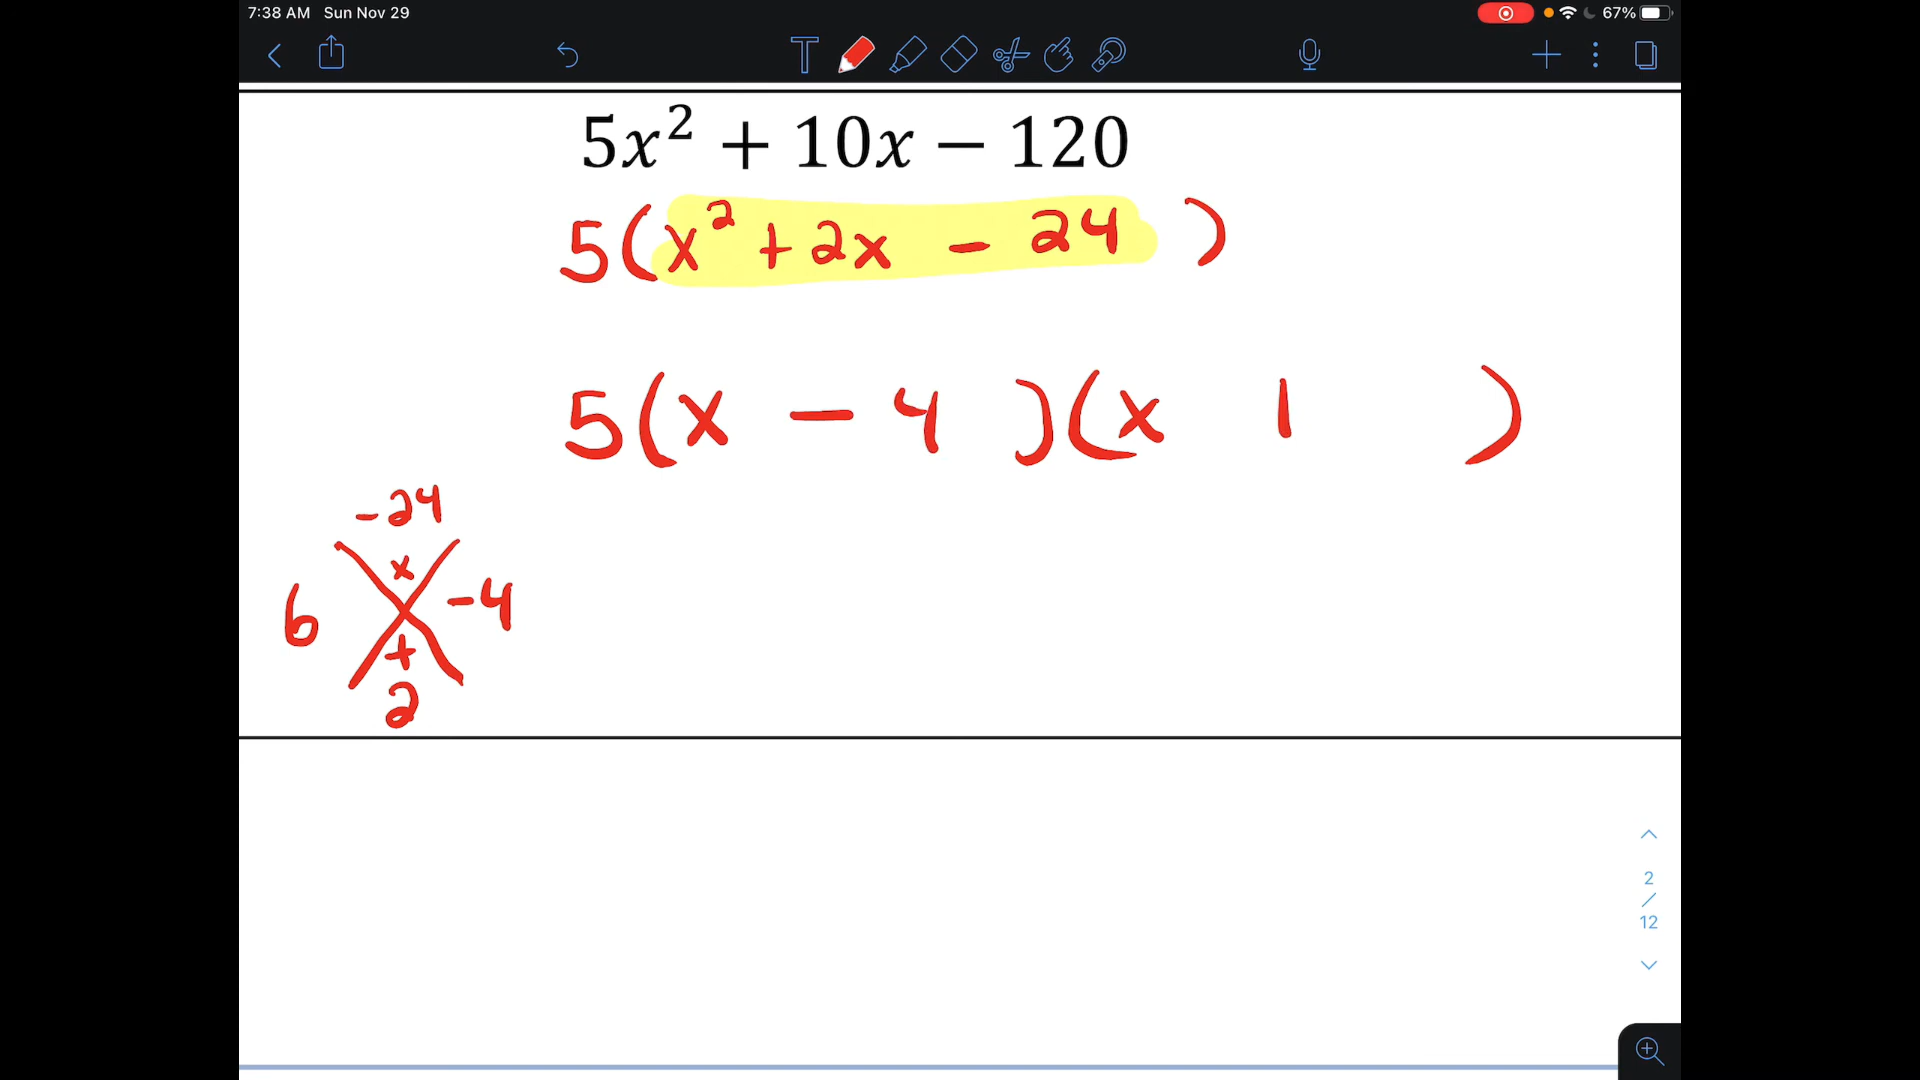 7:38 AM Sun Nov 29 67%
T
5x² + 10x − 120
5(x² + 2x − 24)
5(x − 4)(x | )
-24
x
6 -4
+
2
2
/
12